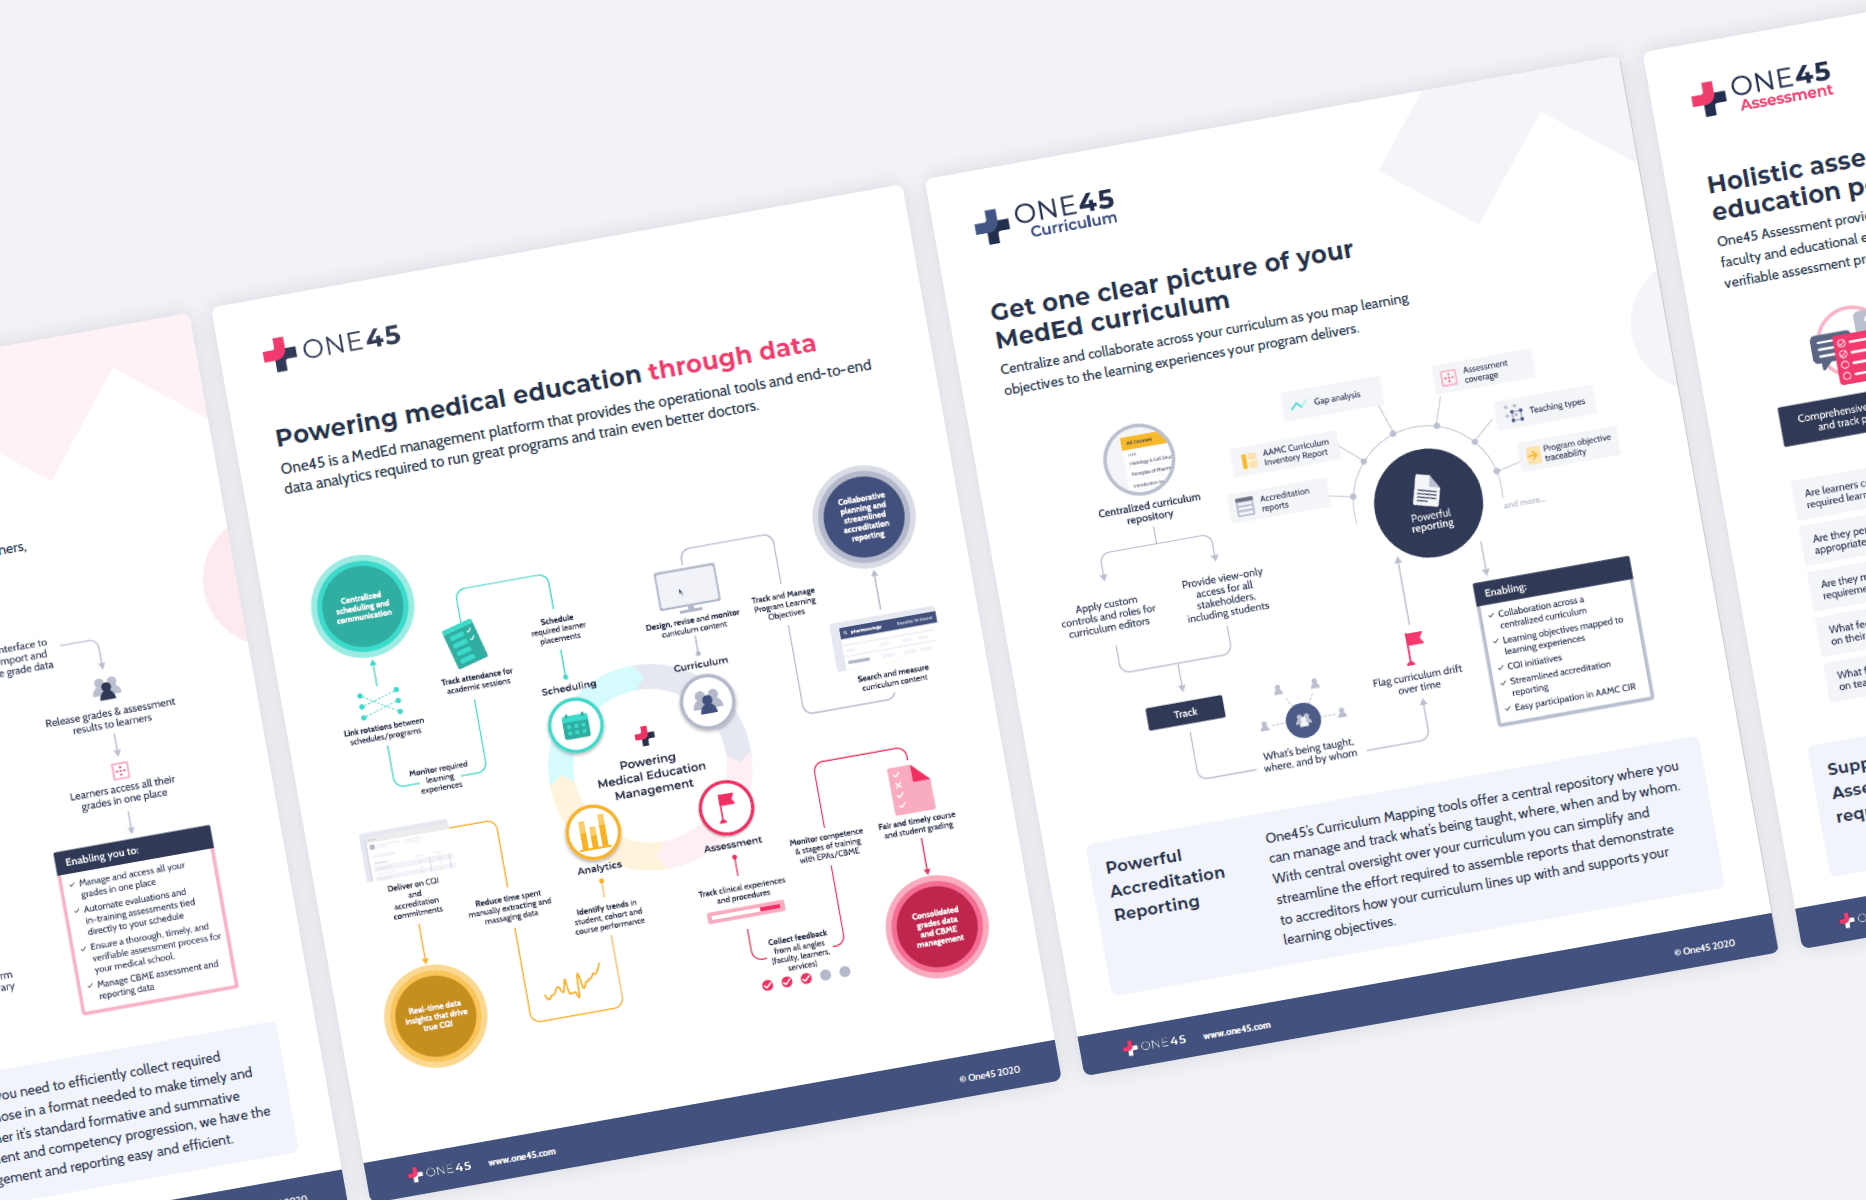 ners,
nterface to
mport and
e grade data
Release grades & assessment
results to learners
Learners access all their
grades in one place
Enabling you to:
Manage and access all your
grades in one place
Automate evaluations and
in-training assessments tied
directly to your schedule
Ensure a thorough, timely, and
verifiable assessment process for
your medical school.
Manage CBME assessment and
reporting data
rm
rary
you need to efficiently collect required
ose in a format needed to make timely and
er it's standard formative and summative
ent and competency progression, we have the
gement and reporting easy and efficient.
2020
ONE45
Powering medical education through data
One45 is a MedEd management platform that provides the operational tools and end-to-end
data analytics required to run great programs and train even better doctors.
Centralized
scheduling and
communication
Link rotations between
schedules/programs
Monitor required
learning
experiences
Track attendance for
academic sessions
Schedule
required learner
placements
Scheduling
Design, revise and monitor
curriculum content
Curriculum
Track and Manage
Program Learning
Objectives
pharmacology
Search and measure
curriculum content
Collaborative
planning and
streamlined
accreditation
reporting
Powering
Medical Education
Management
Analytics
Assessment
Deliver on CQI
and
accreditation
commitments
Reduce time spent
manually extracting and
massaging data
Identify trends in
student, cohort and
course performance
Real-time data
insights that drive
true CQI
Track clinical experiences
and procedures
Collect feedback
from all angles
(faculty, learners,
services)
Monitor competence
& stages of training
with EPAs/CBME
Fair and timely course
and student grading
Consolidated
grades data
and CBME
management
ONE45
www.one45.com
© One45 2020
ONE45
Curriculum
Get one clear picture of your
MedEd curriculum
Centralize and collaborate across your curriculum as you map learning
objectives to the learning experiences your program delivers.
All Courses
Histology & Cell Struc
Principles of Pharm
Introduction to
Centralized curriculum
repository
Apply custom
controls and roles for
curriculum editors
Provide view-only
access for all
stakeholders,
including students
Track
What's being taught,
where, and by whom
Flag curriculum drift
over time
Accreditation
reports
AAMC Curriculum
Inventory Report
Gap analysis
Assessment
coverage
Teaching types
Program objective
traceability
and more...
Powerful
reporting
Enabling:
Collaboration across a
centralized curriculum
Learning objectives mapped to
learning experiences
CQI initiatives
Streamlined accreditation
reporting
Easy participation in AAMC CIR
Powerful
Accreditation
Reporting
One45's Curriculum Mapping tools offer a central repository where you
can manage and track what's being taught, where, when and by whom.
With central oversight over your curriculum you can simplify and
streamline the effort required to assemble reports that demonstrate
to accreditors how your curriculum lines up with and supports your
learning objectives.
ONE45
www.one45.com
© One45 2020
ONE45
Assessment
Holistic asse
education p
One45 Assessment provi
faculty and educational e
verifiable assessment pr
Comprehensive
and track p
Are learners c
required learn
Are they per
appropriate
Are they m
requireme
What fee
on their
What f
on tea
Supp
Asse
requ